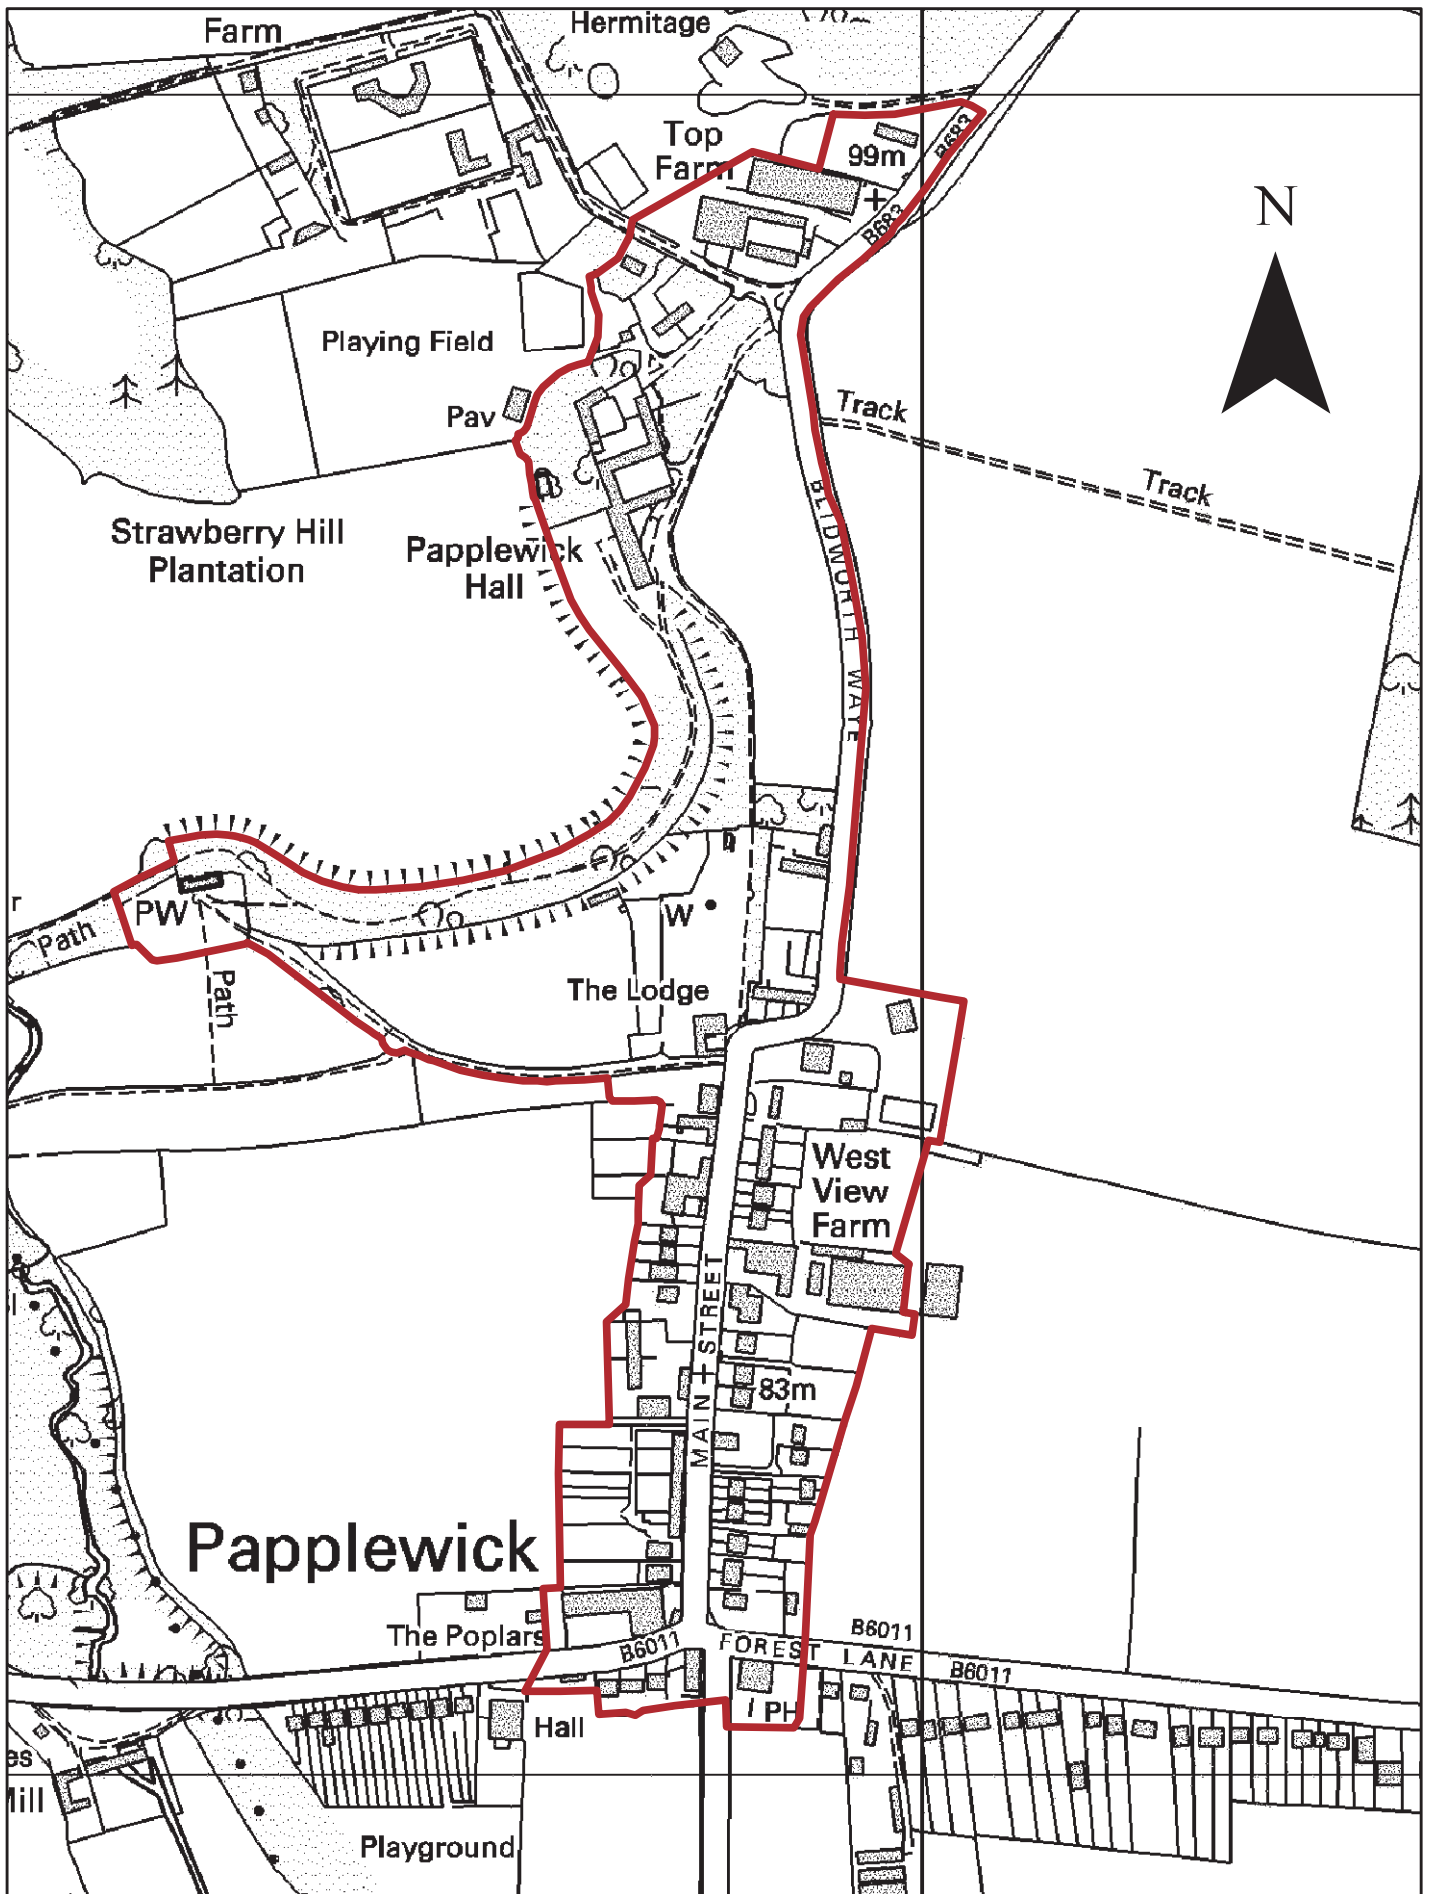 Farm
Hermitage
Top
Farm
99m
B683
B683
N
Playing Field
Pav
Track
Track
Strawberry Hill
Plantation
Papplewick
Hall
BLIDWORTH WAYE
r
PW
Path
Path
W
The Lodge
West
View
Farm
MAIN STREET
83m
Papplewick
The Poplars
B6011
FOREST LANE
B6011
B6011
PH
Hall
es
Mill
Playground